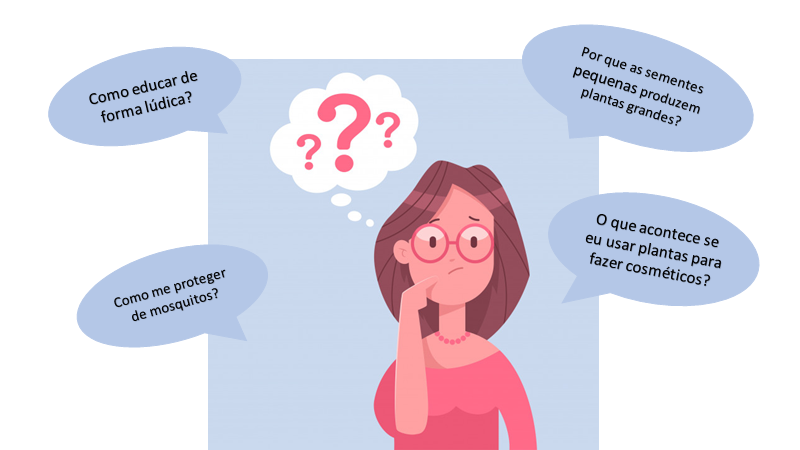 Como educar de
forma lúdica?
Por que as sementes
pequenas produzem
plantas grandes?
? ? ?
O que acontece se
eu usar plantas para
fazer cosméticos?
Como me proteger
de mosquitos?